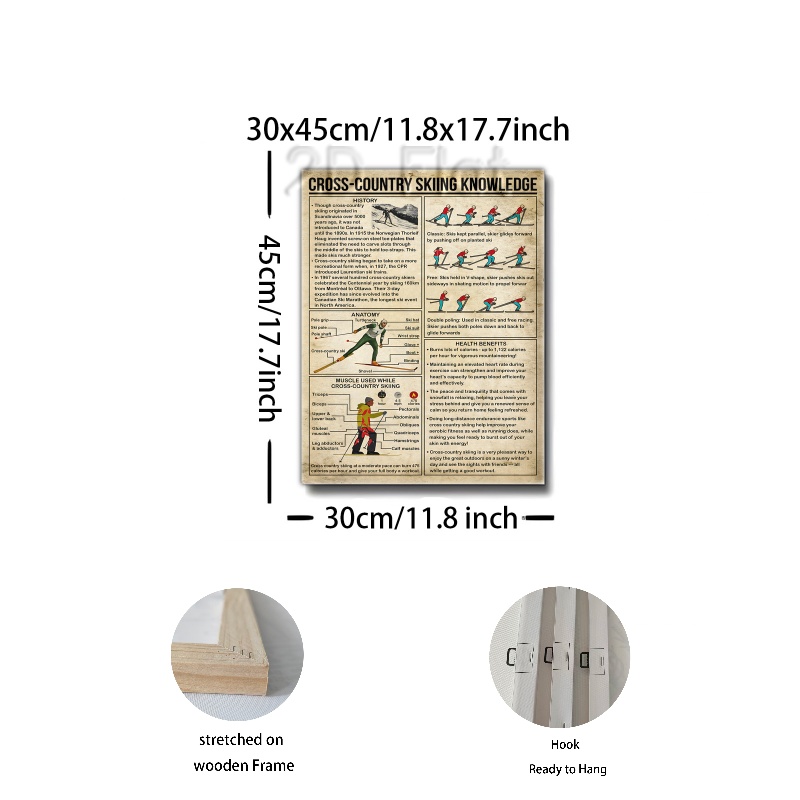 30x45cm/11.8x17.7inch
2D Flat
CROSS-COUNTRY SKIING KNOWLEDGE
HISTORY
• Though cross-country
skiing originated in
Scandinavia over 5000
years ago, it was not
introduced to Canada
until the 1890s. In 1915 the Norwegian Thorleif
Haug invented screw-on steel toe plates that
eliminated the need to carve slots through
the middle of the skis to hold toe-straps. This
made skis much stronger.
• Cross-country skiing began to take on a more
recreational form when, in 1927, the CPR
introduced Laurentian ski trains.
• In 1967 several hundred cross-country skiers
celebrated the Centennial year by skiing 160km
from Montréal to Ottawa. Their 3-day
expedition has since evolved into the
Canadian Ski Marathon, the longest ski event
in North America.
ANATOMY
Pole grip
Turtleneck
Ski hat
Ski pole
Ski suit
Pole shaft
Wrist strap
Glove
Cross-country ski
Boot
Binding
Shovel
MUSCLE USED WHILE
CROSS-COUNTRY SKIING
Triceps
Biceps
Upper &
lower back
Gluteal
muscles
Leg abductors
& adductors
Pectorals
Abdominals
Obliques
Quadriceps
Hamstrings
Calf muscles
Cross country skiing at a moderate pace can burn 475
calories per hour and give your full body a workout.
Classic: Skis kept parallel, skier glides forward
by pushing off on planted ski
Free: Skis held in V-shape, skier pushes skis out
sideways in skating motion to propel forwar
Double poling: Used in classic and free racing.
Skier pushes both poles down and back to
glide forwards
HEALTH BENEFITS
• Burns lots of calories - up to 1,122 calories
per hour for vigorous mountaineering!
• Maintaining an elevated heart rate during
exercise can strengthen and improve your
heart's capacity to pump blood efficiently
and effectively.
• The peace and tranquility that comes with
snowfall is relaxing, helping you leave your
stress behind and give you a renewed sense of
calm so you return home feeling refreshed.
• Doing long distance endurance sports like
cross country skiing help improve your
aerobic fitness as well as running does, while
making you feel ready to burst out of your
skin with energy!
• Cross-country skiing is a very pleasant way to
enjoy the great outdoors on a sunny winter's
day and see the sights with friends — all
while getting a good workout.
45cm/17.7inch
30cm/11.8 inch
stretched on
wooden Frame
Hook
Ready to Hang